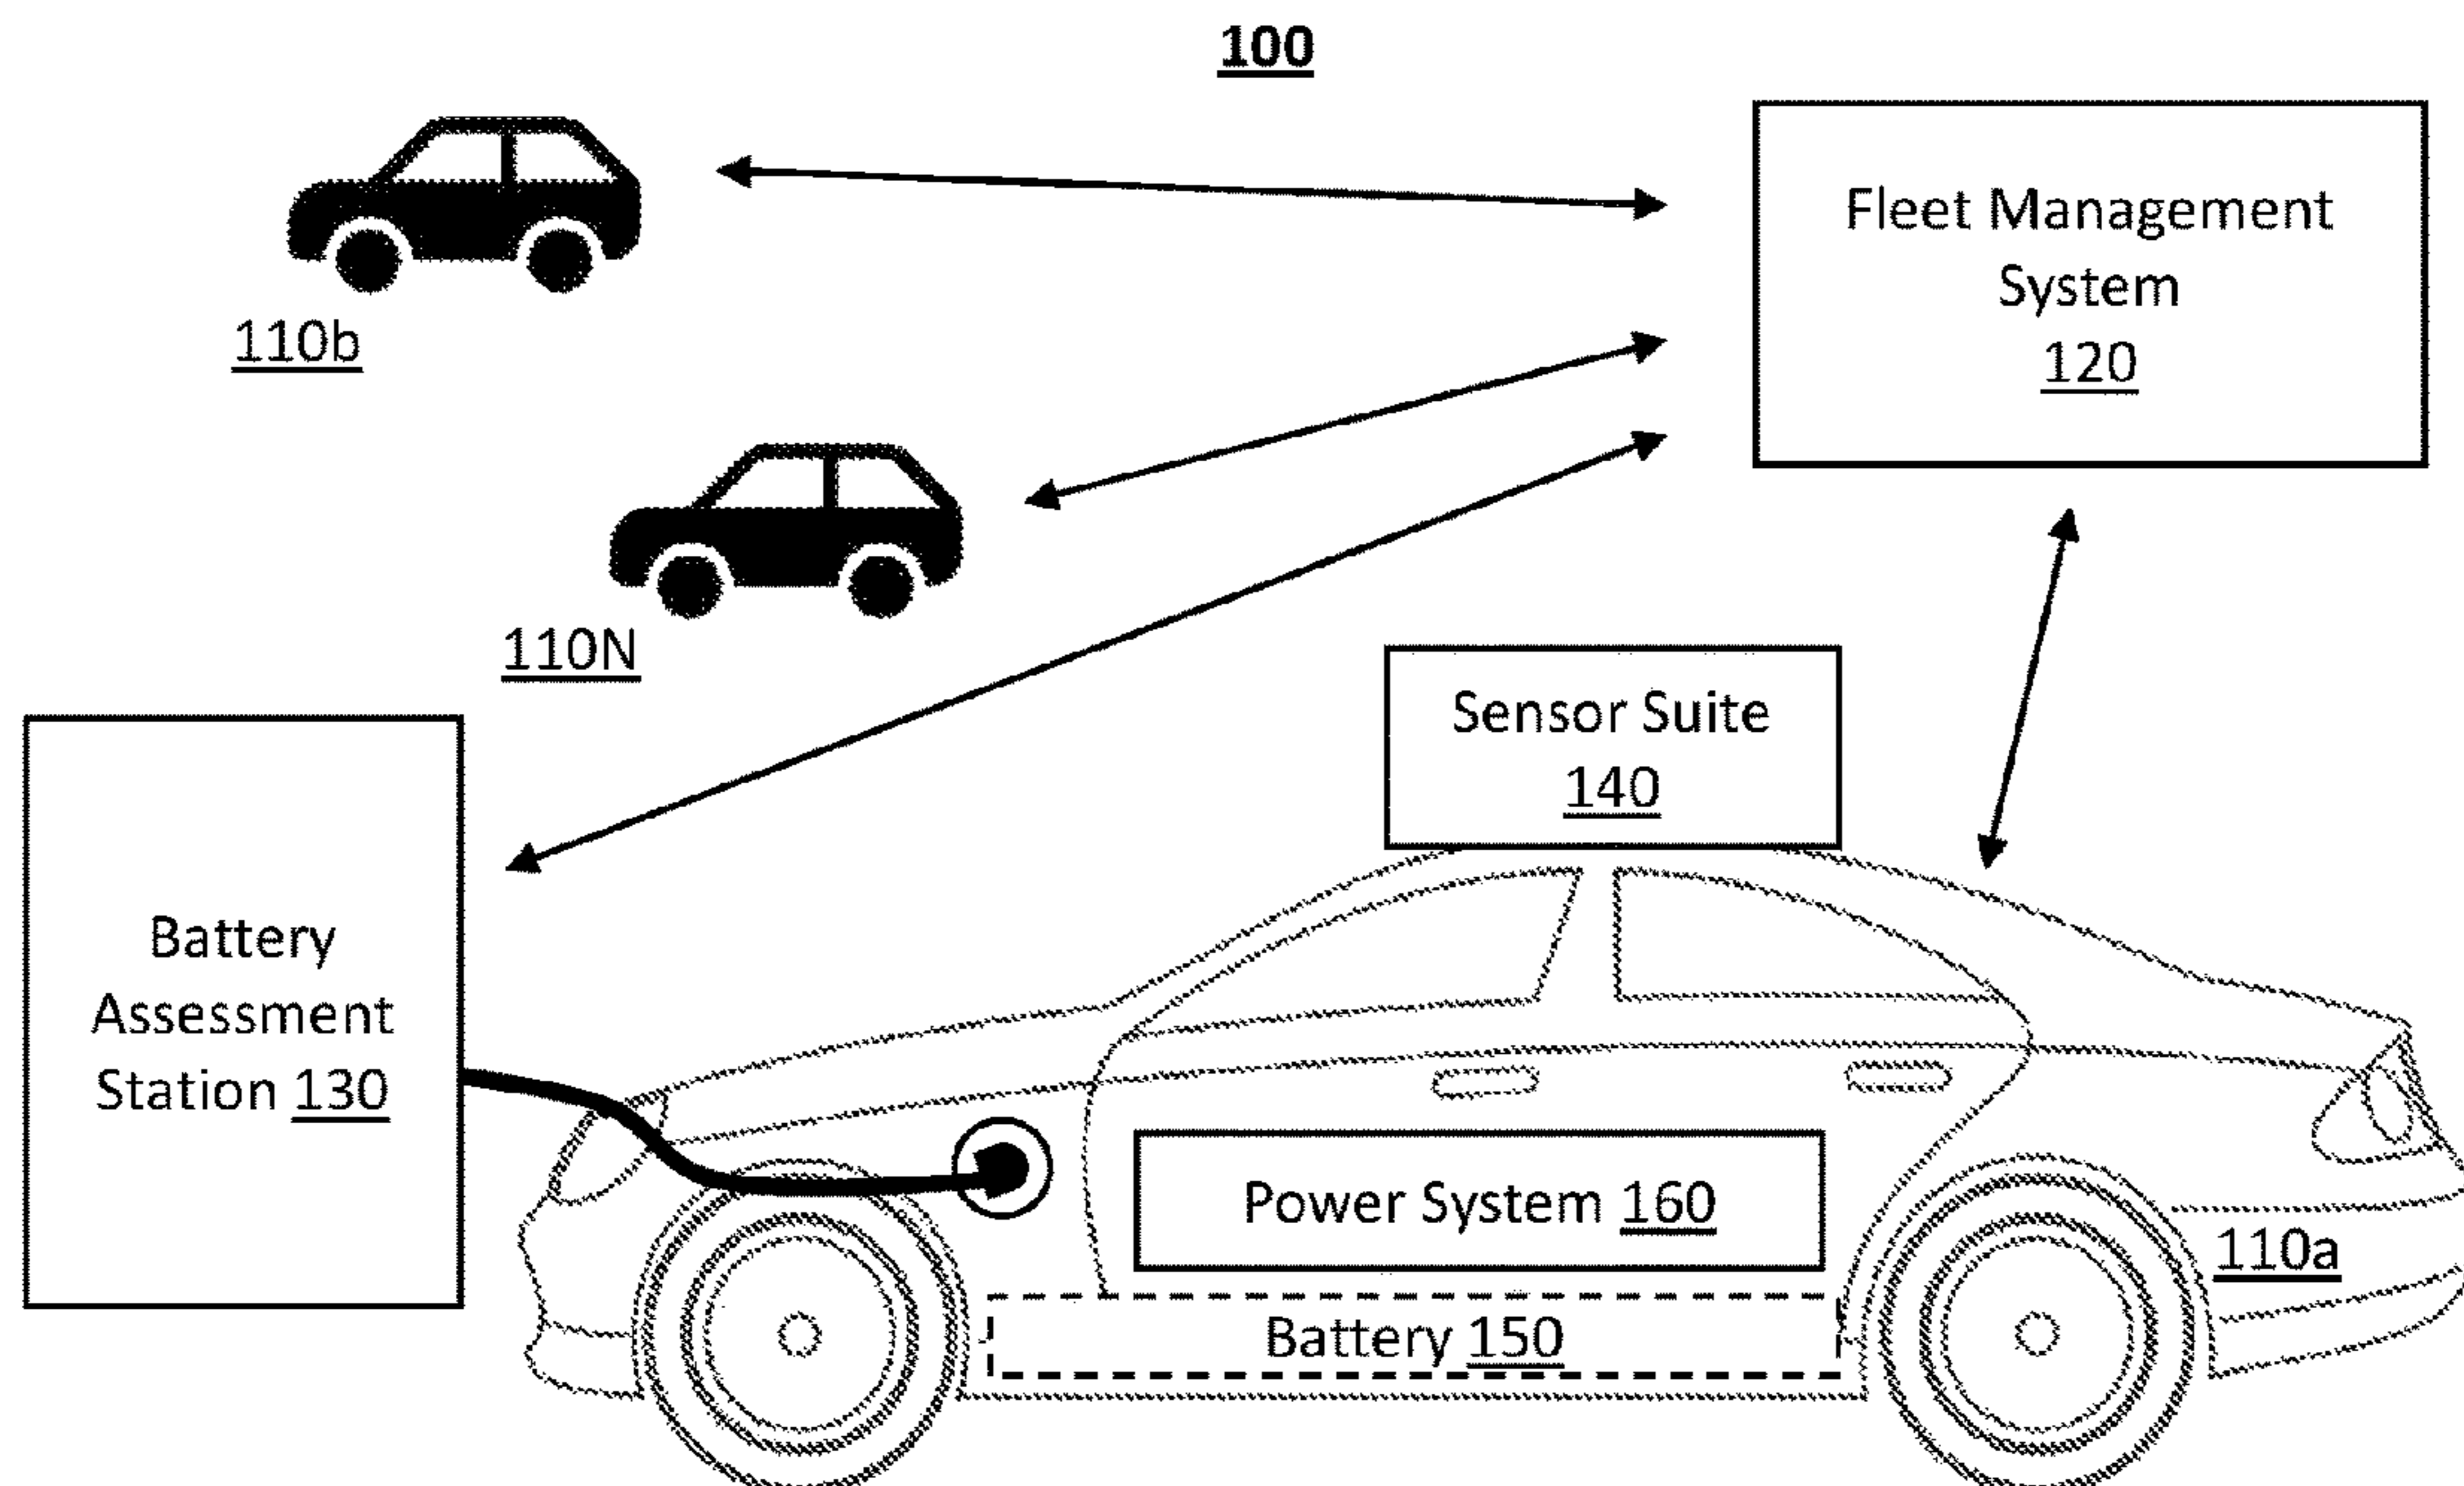 100
Fleet Management
System
120
110b
110N
Sensor Suite
140
Battery
Assessment
Station 130
Power System 160
110a
Battery 150